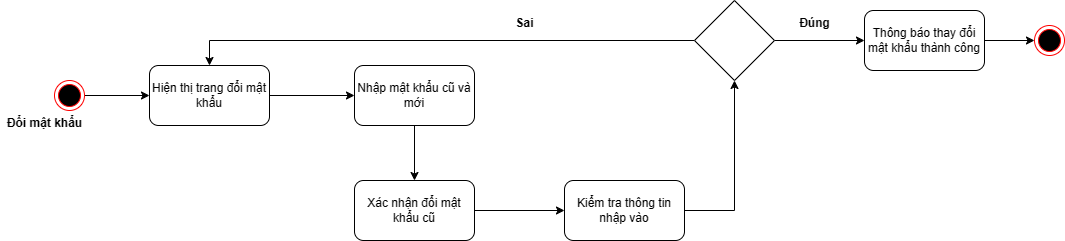 Sai
Đúng
Thông báo thay đổi
mật khẩu thành công
Hiện thị trang đổi mật
khẩu
Nhập mật khẩu cũ và
mới
Đổi mật khẩu
Xác nhận đổi mật
khẩu cũ
Kiểm tra thông tin
nhập vào